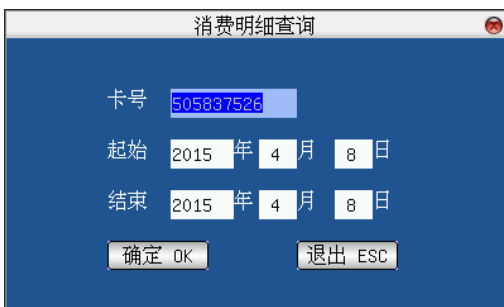 消费明细查询
卡号 505837526
起始 2015 年 4 月 8 日
结束 2015 年 4 月 8 日
确定 OK 退出 ESC